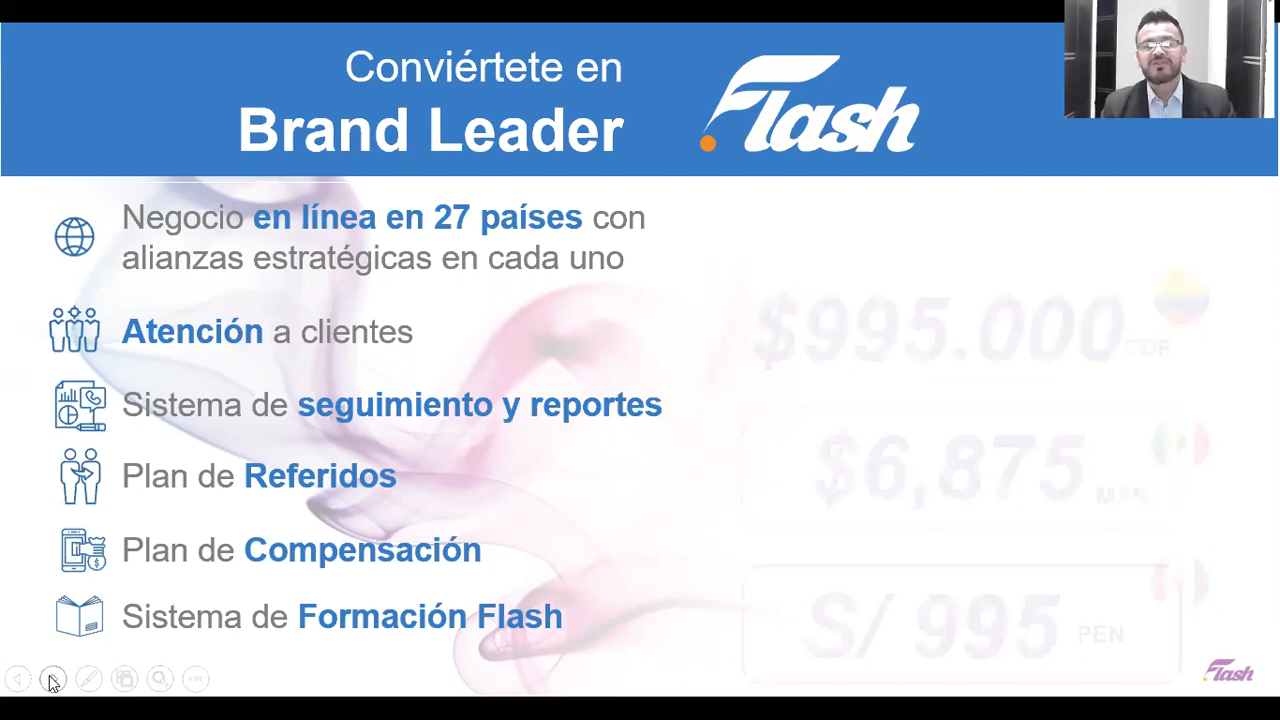 Conviértete en
Brand Leader
Flash
Negocio en línea en 27 países con
alianzas estratégicas en cada uno
Atención a clientes
Sistema de seguimiento y reportes
Plan de Referidos
Plan de Compensación
Sistema de Formación Flash
$995.000 COP
$6,875 MXN
S/ 995 PEN
Flash